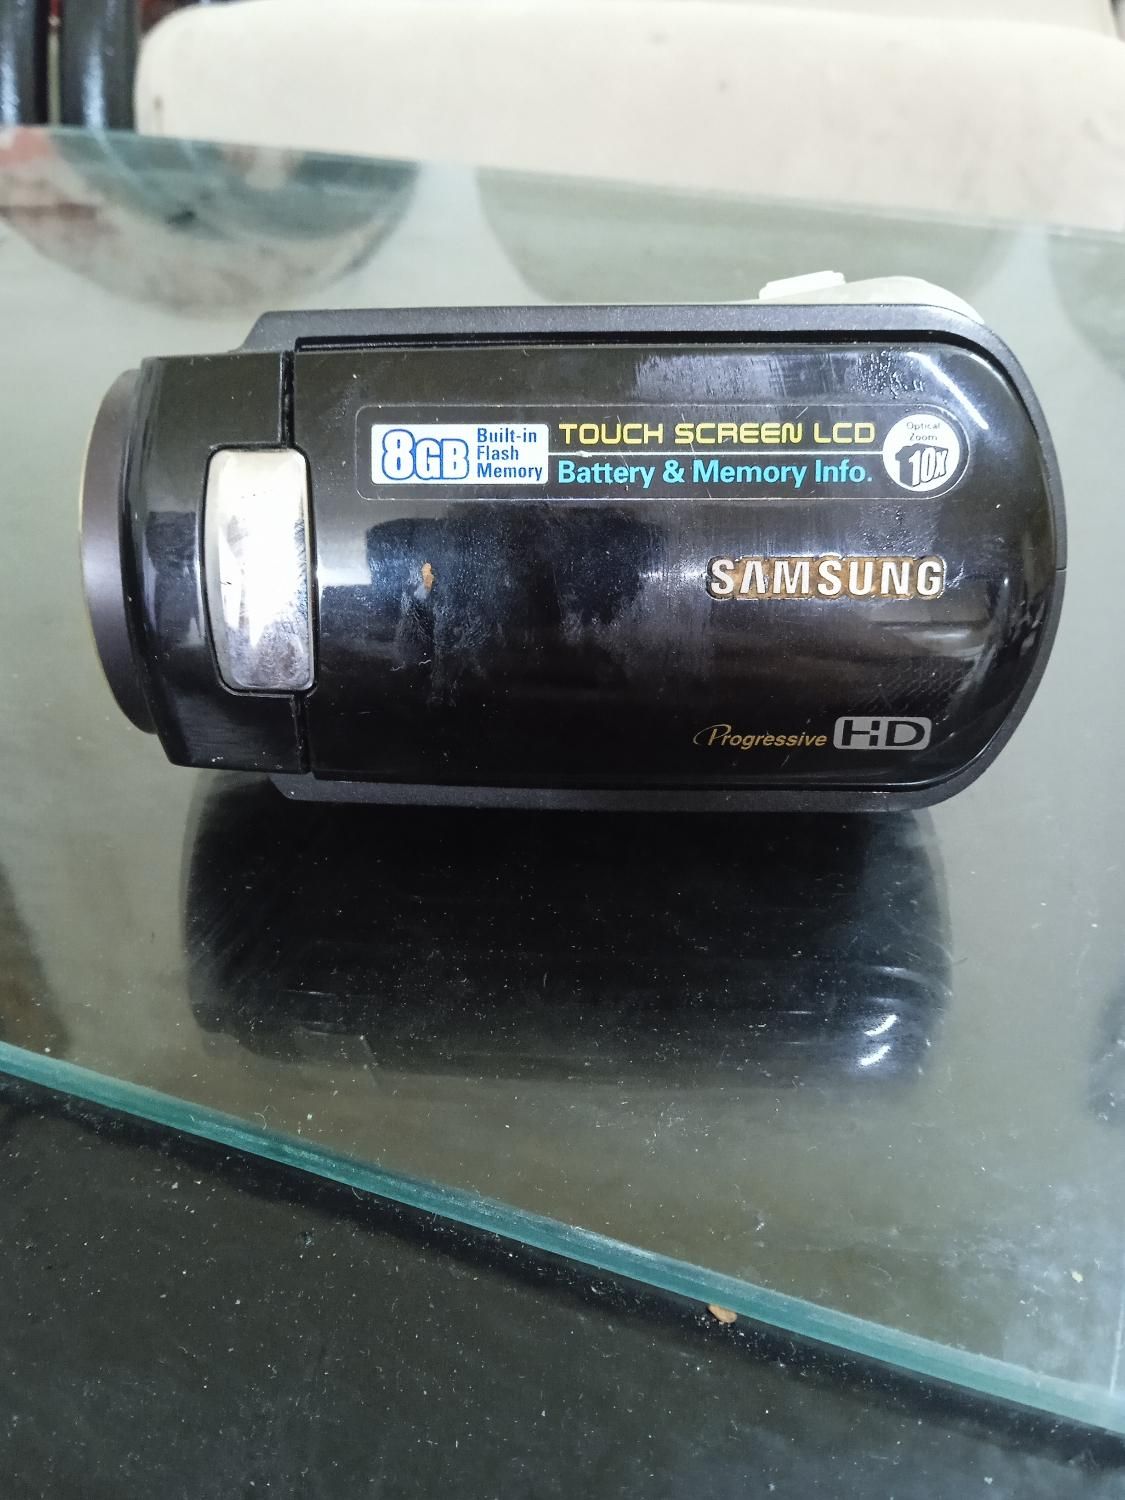 8GB
Built-in
Flash
Memory
TOUCH SCREEN LCD
Battery & Memory Info.
Optical
Zoom
10x
SAMSUNG
Progressive HD